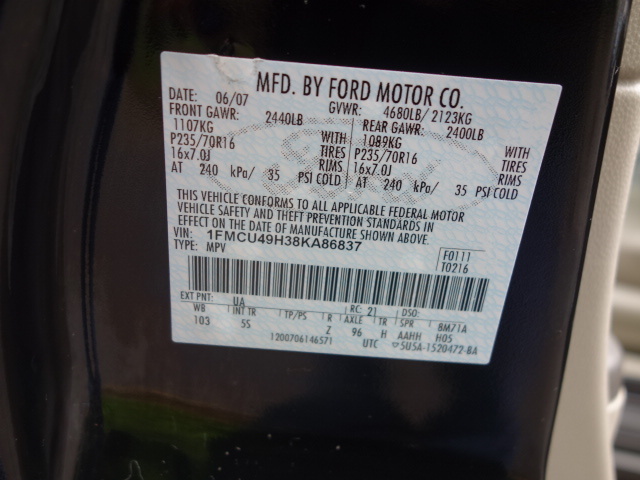 MFD. BY FORD MOTOR CO.
DATE: 06/07 GVWR: 4680LB/ 2123KG
FRONT GAWR: 2440LB REAR GAWR: 2400LB
1107KG WITH 1089KG WITH
P235/70R16 TIRES P235/70R16 TIRES
16x7.0J RIMS 16x7.0J RIMS
AT 240 kPa/ 35 PSI COLD AT 240 kPa/ 35 PSI COLD
THIS VEHICLE CONFORMS TO ALL APPLICABLE FEDERAL MOTOR
VEHICLE SAFETY AND THEFT PREVENTION STANDARDS IN
EFFECT ON THE DATE OF MANUFACTURE SHOWN ABOVE.
VIN: 1FMCU49H38KA86837
TYPE: MPV
F0111
T0216
EXT PNT: UA RC: 21 DSO:
WB INT TR TP/PS R AXLE TR SPR BM71A
103 5S Z 96 H AAHH H05
1200706146571 UTC 5U5A-1520472-BA